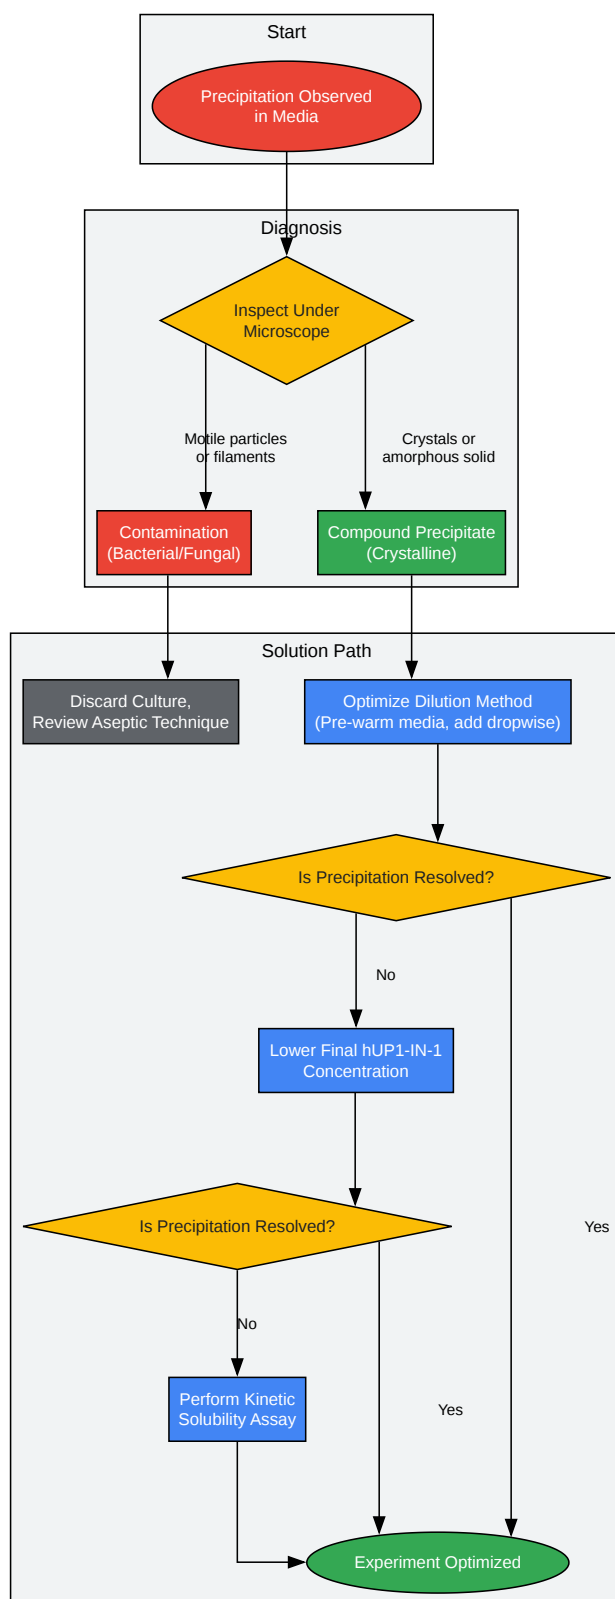 Start
Precipitation Observed
in Media
Diagnosis
Inspect Under
Microscope
Motile particles
or filaments
Crystals or
amorphous solid
Contamination
(Bacterial/Fungal)
Compound Precipitate
(Crystalline)
Solution Path
Discard Culture,
Review Aseptic Technique
Optimize Dilution Method
(Pre-warm media, add dropwise)
Is Precipitation Resolved?
No
Lower Final hUP1-IN-1
Concentration
Is Precipitation Resolved?
Yes
No
Perform Kinetic
Solubility Assay
Yes
Experiment Optimized